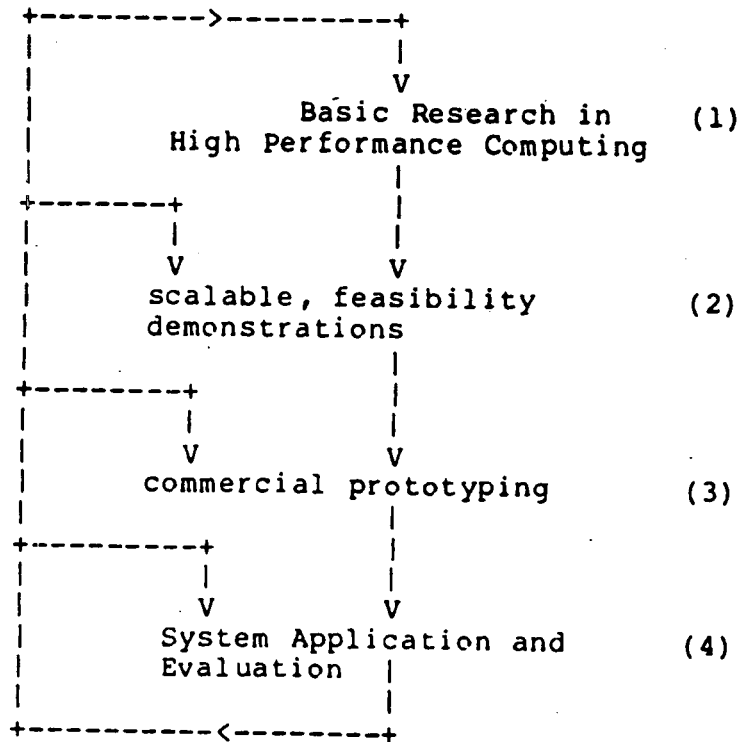 Basic Research in (1)
High Performance Computing
scalable, feasibility (2)
demonstrations
commercial prototyping (3)
System Application and (4)
Evaluation